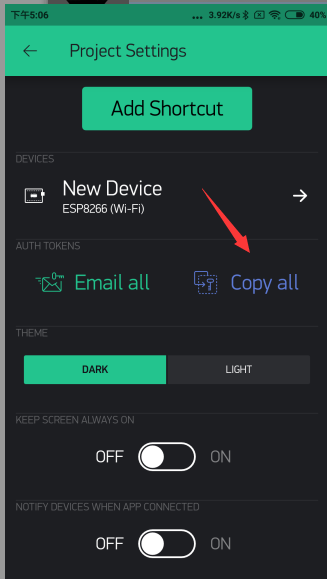 下午5:06 ... 3.92K/s 40%
Project Settings
Add Shortcut
DEVICES
New Device
ESP8266 (Wi-Fi)
AUTH TOKENS
Email all Copy all
THEME
DARK LIGHT
KEEP SCREEN ALWAYS ON
OFF ON
NOTIFY DEVICES WHEN APP CONNECTED
OFF ON